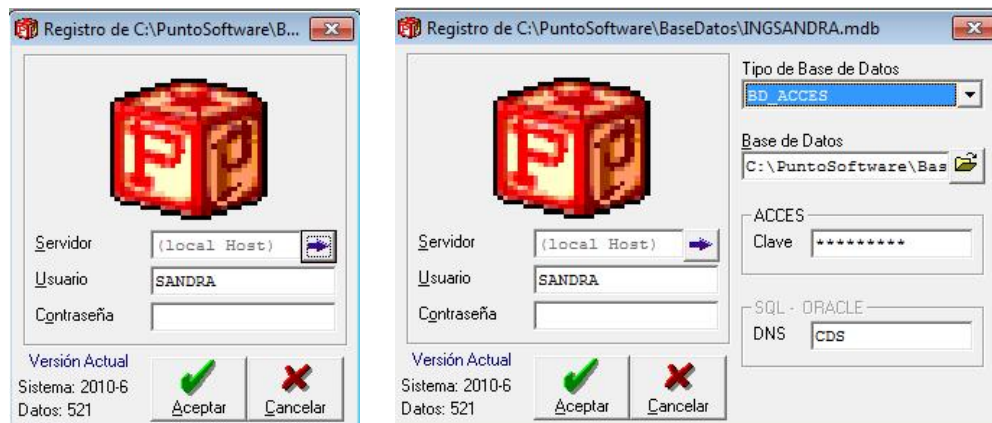 Registro de C:\PuntoSoftware\B...
Servidor
(local Host)
Usuario
SANDRA
Contraseña
Versión Actual
Sistema: 2010-6
Datos: 521
Aceptar
Cancelar
Registro de C:\PuntoSoftware\BaseDatos\INGSANDRA.mdb
Servidor
(local Host)
Usuario
SANDRA
Contraseña
Versión Actual
Sistema: 2010-6
Datos: 521
Aceptar
Cancelar
Tipo de Base de Datos
BD_ACCES
Base de Datos
C:\PuntoSoftware\Bas
ACCES
Clave
*********
SQL - ORACLE
DNS
CDS